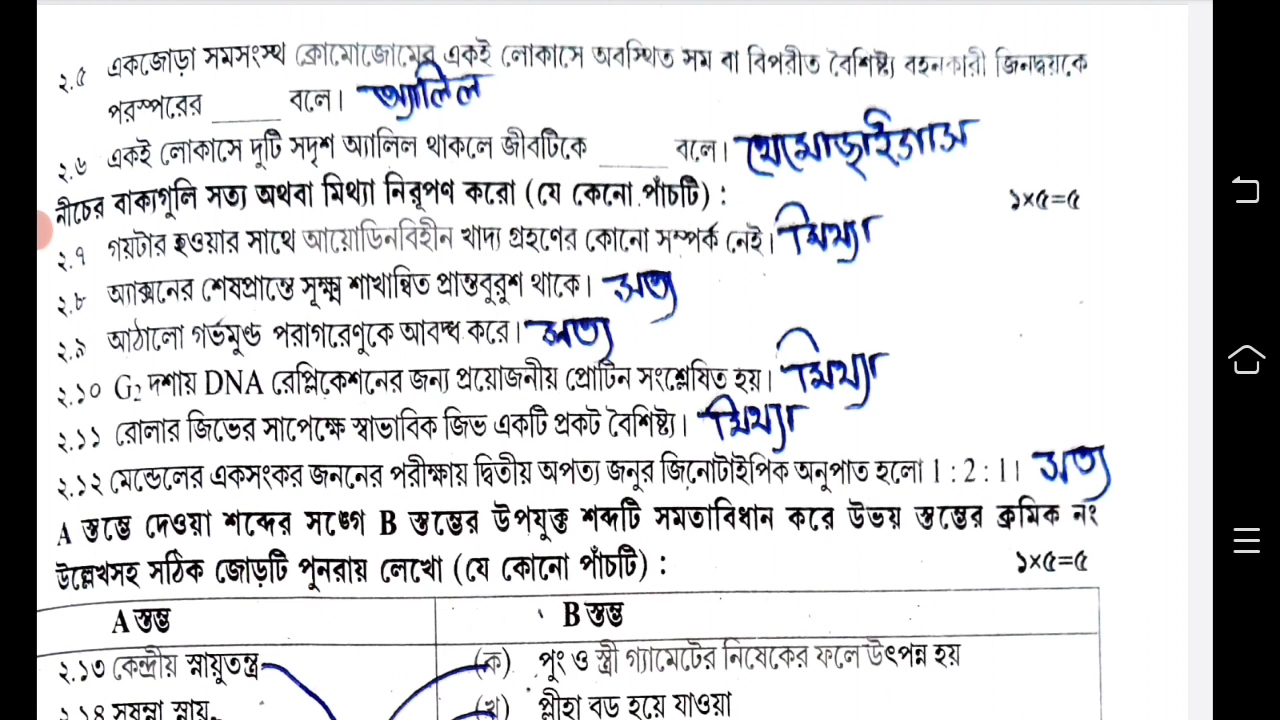 ২.৫ একজোড়া সমসংস্থ ক্রোমোজোমের একই লোকাসে অবস্থিত সম বা বিপরীত বৈশিষ্ট্য বহনকারী জিনদ্বয়কে
পরস্পরের ______ বলে। অ্যালিল
২.৬ একই লোকাসে দুটি সদৃশ অ্যালিল থাকলে জীবটিকে ______ বলে। হোমোজাইগাস
নীচের বাক্যগুলি সত্য অথবা মিথ্যা নিরূপণ করো (যে কেনো পাঁচটি) : ১×৫=৫
২.৭ গয়টার হওয়ার সাথে আয়োডিনবিহীন খাদ্য গ্রহণের কোনো সম্পর্ক নেই। মিথ্যা
২.৮ অ্যাক্সনের শেষপ্রান্তে সূক্ষ্ম শাখান্বিত প্রান্তবুরুশ থাকে। সত্য
২.৯ আঠালো গর্ভমুণ্ড পরাগরেণুকে আবদ্ধ করে। সত্য
২.১০ G₂ দশায় DNA রেপ্লিকেশনের জন্য প্রয়োজনীয় প্রোটিন সংশ্লেষিত হয়। মিথ্যা
২.১১ রোলার জিভের সাপেক্ষে স্বাভাবিক জিভ একটি প্রকট বৈশিষ্ট্য। মিথ্যা
২.১২ মেন্ডেলের একসংকর জননের পরীক্ষায় দ্বিতীয় অপত্য জনুর জিনোটাইপিক অনুপাত হলো 1 : 2 : 1। সত্য
A স্তম্ভে দেওয়া শব্দের সঙ্গে B স্তম্ভের উপযুক্ত শব্দটি সমতাবিধান করে উভয় স্তম্ভের ক্রমিক নং
উল্লেখসহ সঠিক জোড়টি পুনরায় লেখো (যে কোনো পাঁচটি) : ১×৫=৫
A স্তম্ভ B স্তম্ভ
২.১৩ কেন্দ্রীয় স্নায়ুতন্ত্র (ক) পুং ও স্ত্রী গ্যামেটের নিষেকের ফলে উৎপন্ন হয়
২.১৪ সুষুম্না স্নায়ু (খ) প্লীহা বড় হয়ে যাওয়া